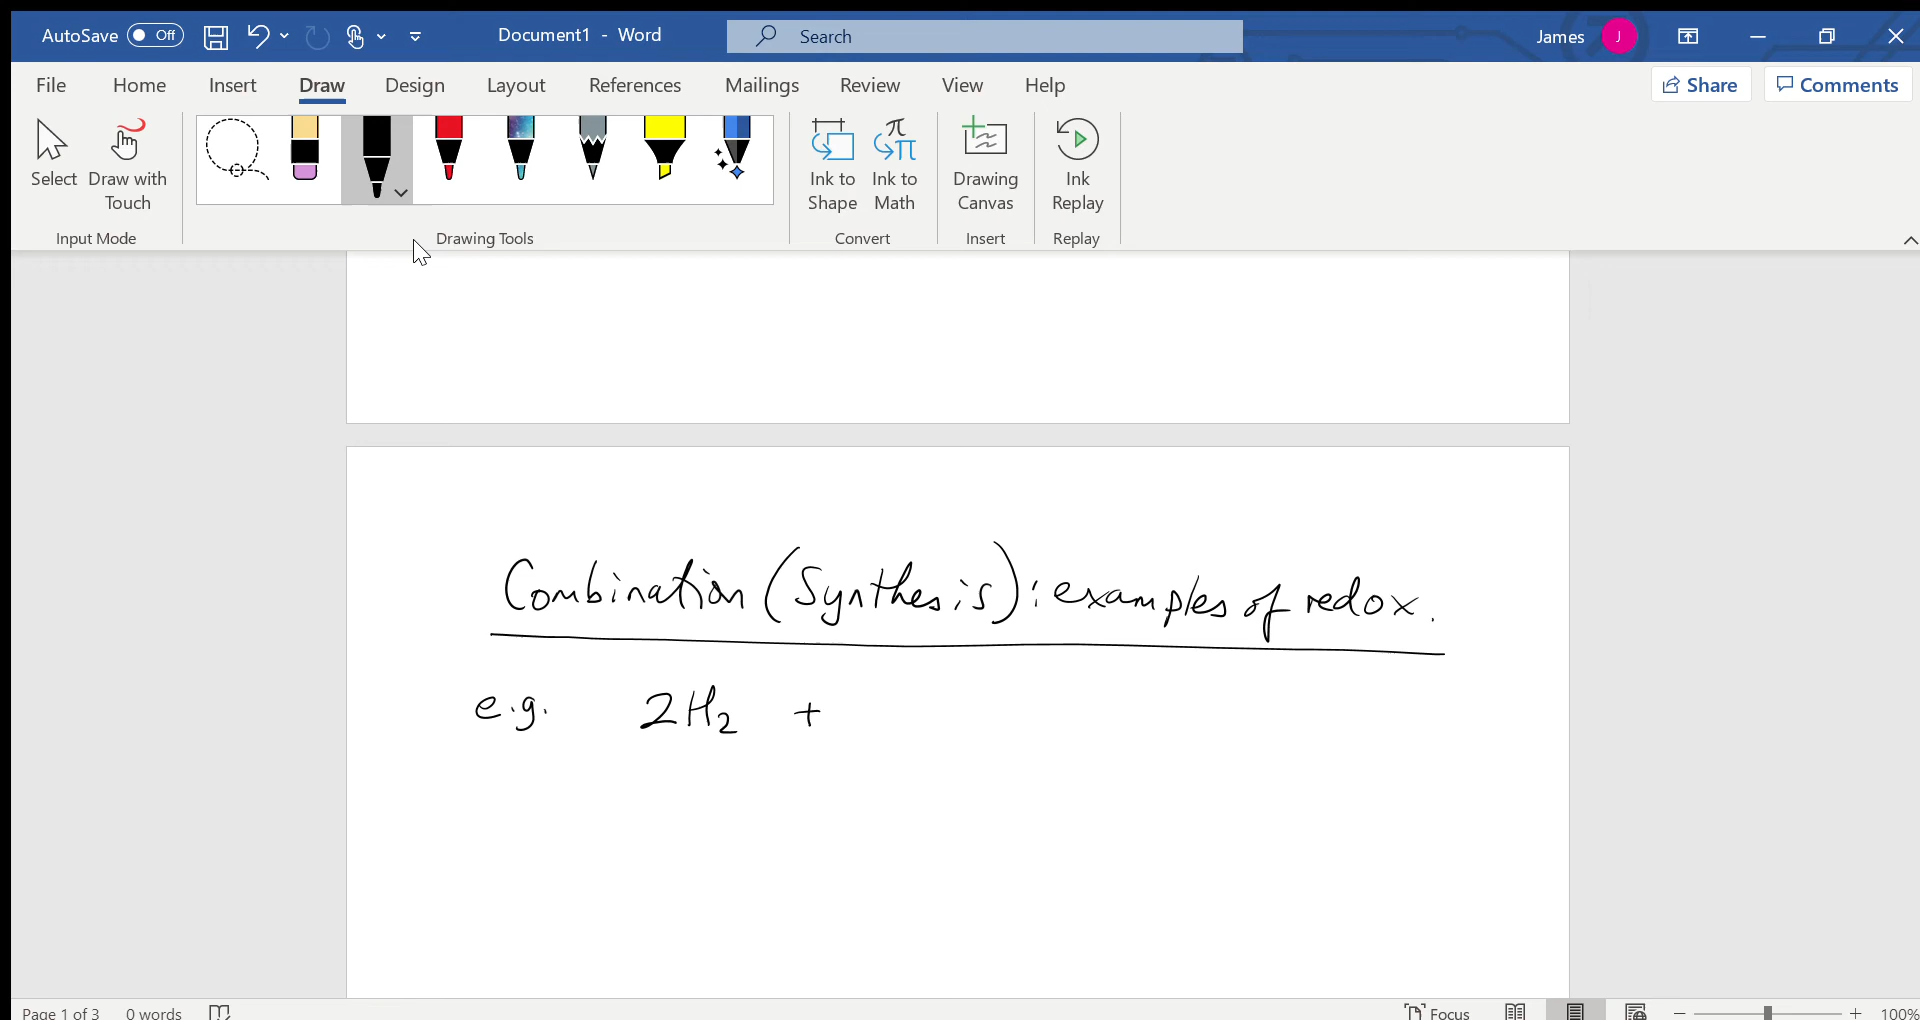 AutoSave Off Document1 - Word Search James J
File Home Insert Draw Design Layout References Mailings Review View Help Share Comments
Select Draw with Touch Ink to Shape Ink to Math Drawing Canvas Ink Replay
Input Mode Drawing Tools Convert Insert Replay
Combination (Synthesis): examples of redox.
e.g. 2H₂ +
Page 1 of 3 0 words Focus 100%